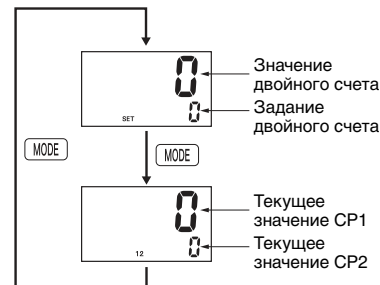 0
Значение
двойного счета
0
Задание
двойного счета
SET
MODE
MODE
0
Текущее
значение CP1
0
Текущее
значение CP2
12